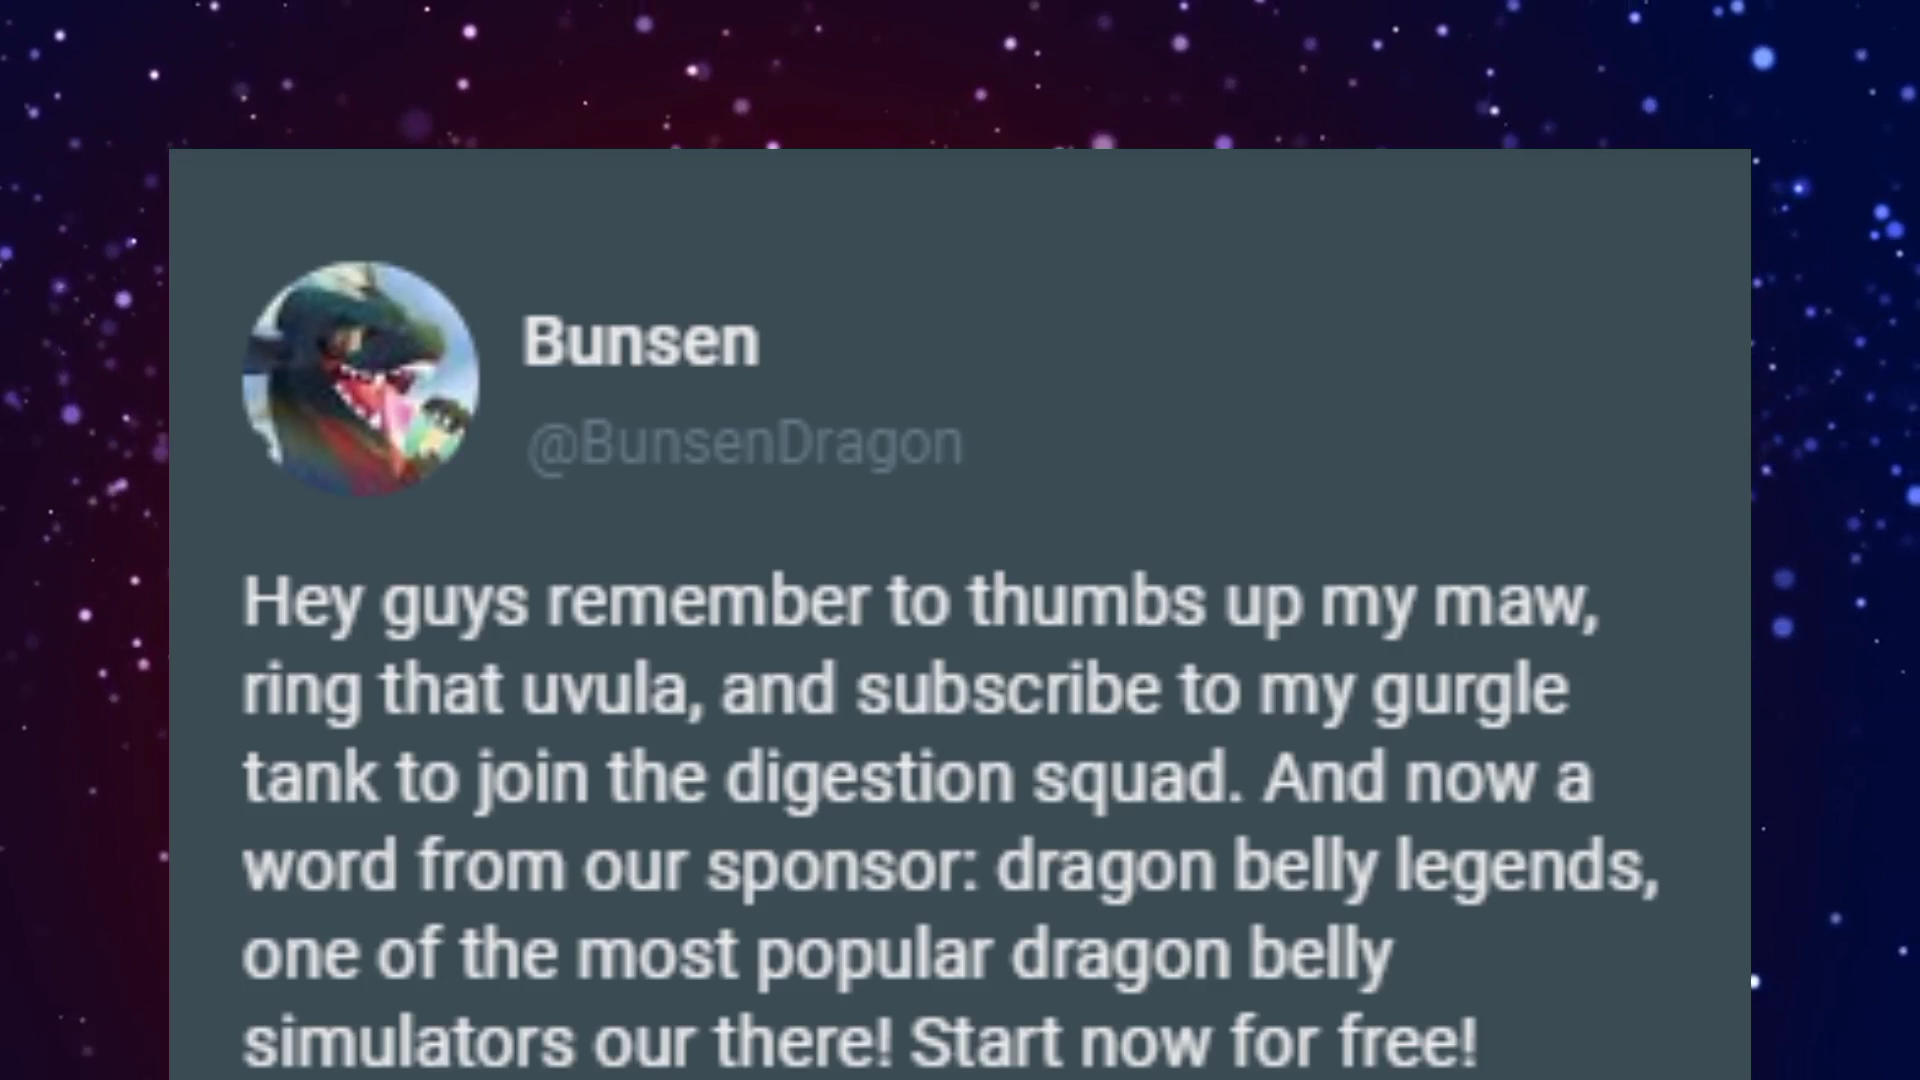 Bunsen
@BunsenDragon
Hey guys remember to thumbs up my maw,
ring that uvula, and subscribe to my gurgle
tank to join the digestion squad. And now a
word from our sponsor: dragon belly legends,
one of the most popular dragon belly
simulators our there! Start now for free!